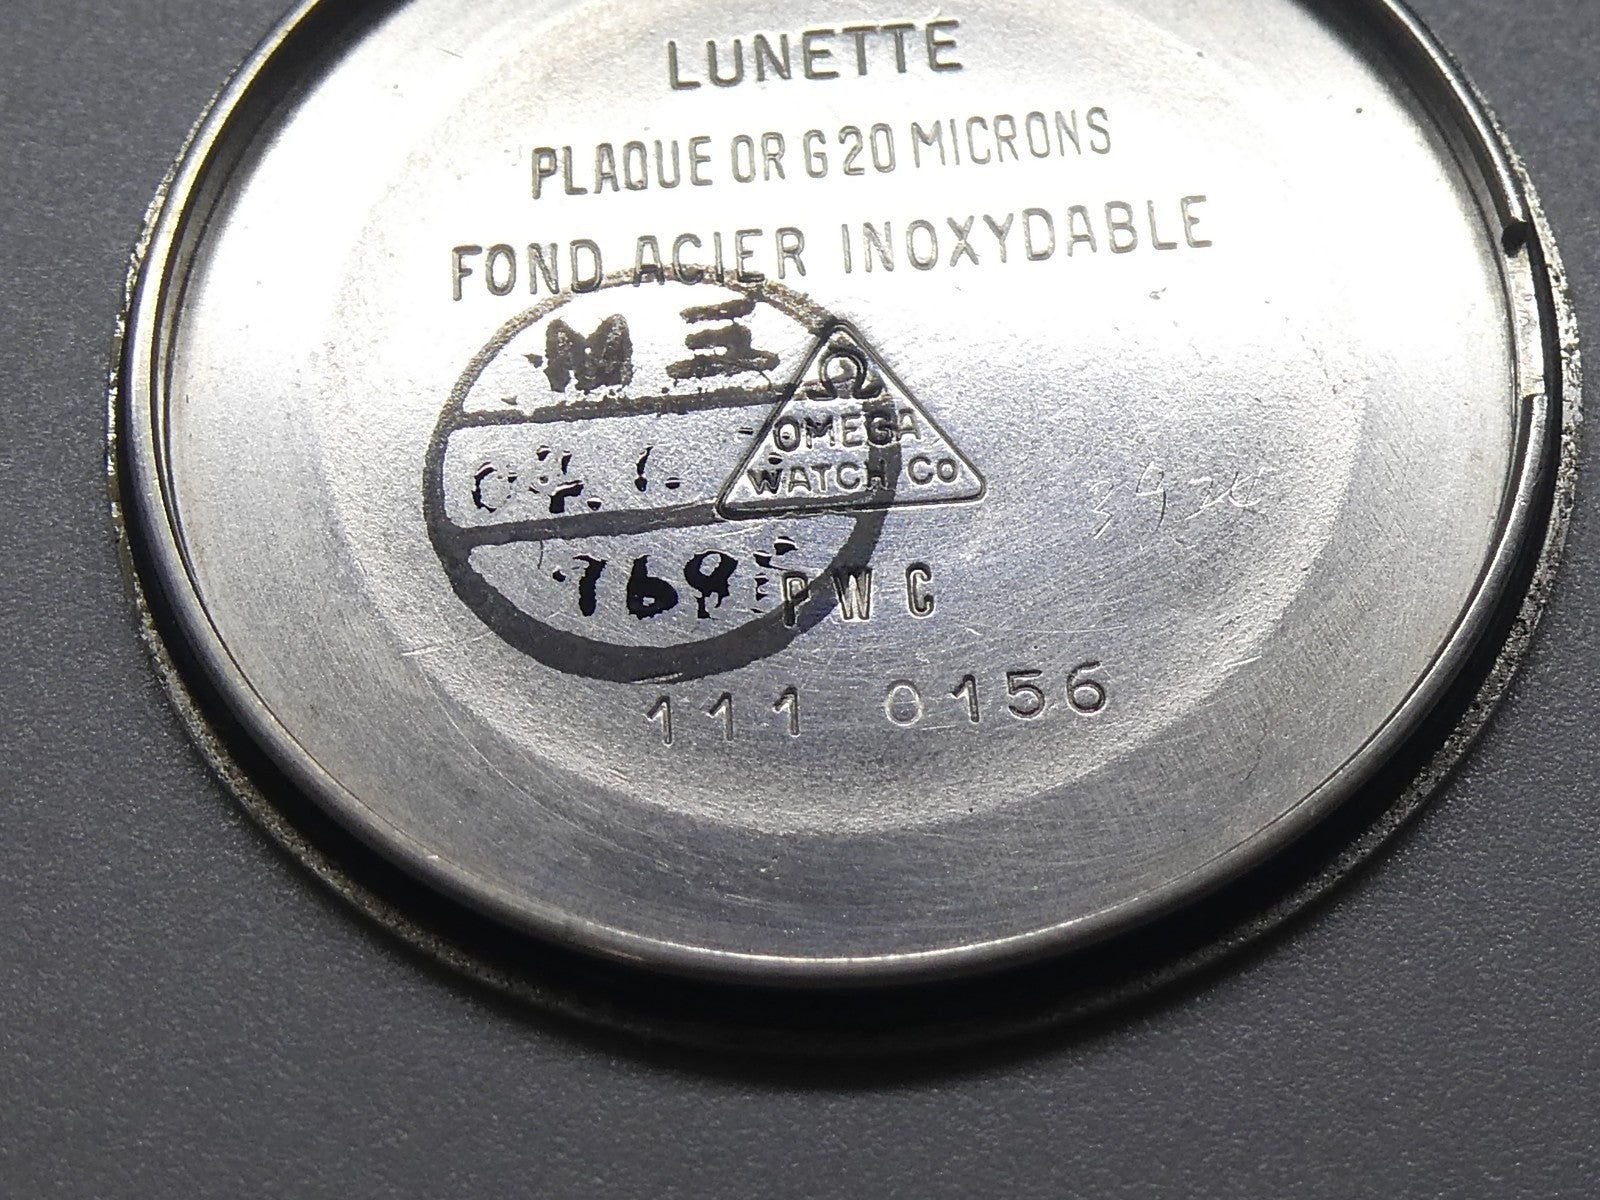 LUNETTE
PLAQUE OR G 20 MICRONS
FOND ACIER INOXYDABLE
Ω
OMEGA
WATCH CO
PWC
111 0156